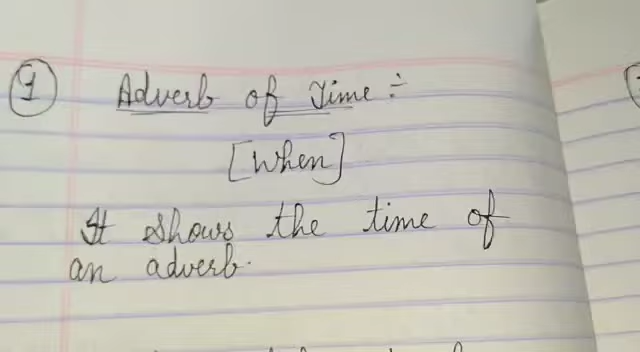 1 Adverb of Time ÷
[When]
It shows the time of
an adverb.